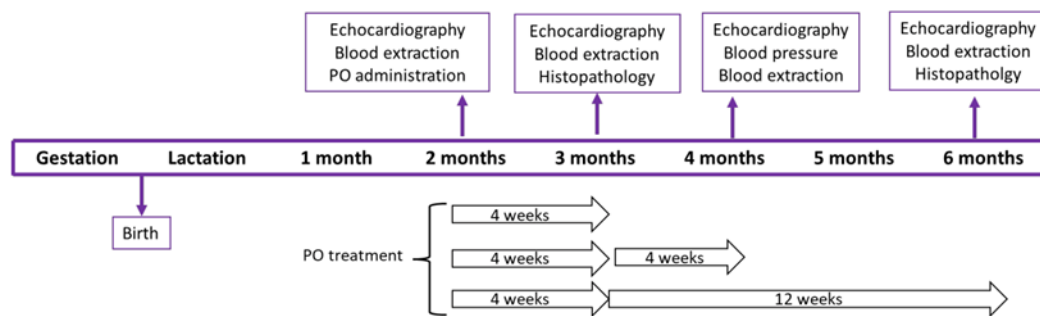 Echocardiography
Blood extraction
PO administration
Echocardiography
Blood extraction
Histopathology
Echocardiography
Blood pressure
Blood extraction
Echocardiography
Blood extraction
Histopatholgy
Gestation Lactation 1 month 2 months 3 months 4 months 5 months 6 months
Birth
PO treatment
4 weeks
4 weeks 4 weeks
4 weeks 12 weeks